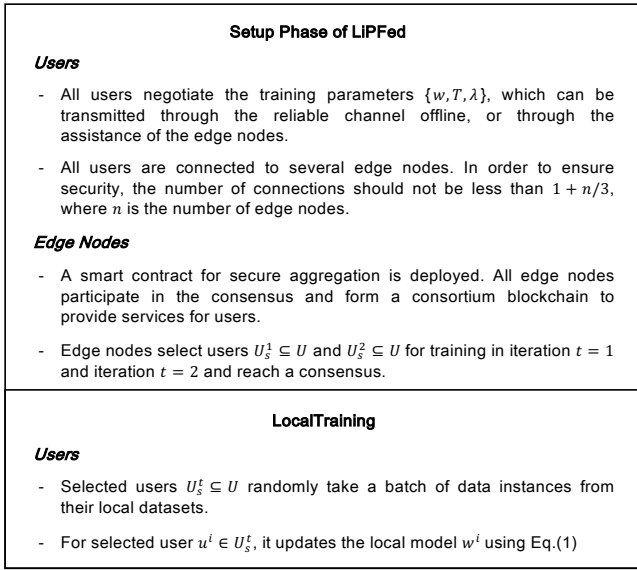 Setup Phase of LiPFed
Users
- All users negotiate the training parameters {w, T, λ}, which can be
transmitted through the reliable channel offline, or through the
assistance of the edge nodes.
- All users are connected to several edge nodes. In order to ensure
security, the number of connections should not be less than 1 + n/3,
where n is the number of edge nodes.
Edge Nodes
- A smart contract for secure aggregation is deployed. All edge nodes
participate in the consensus and form a consortium blockchain to
provide services for users.
- Edge nodes select users U_s^1 ⊆ U and U_s^2 ⊆ U for training in iteration t = 1
and iteration t = 2 and reach a consensus.
LocalTraining
Users
- Selected users U_s^t ⊆ U randomly take a batch of data instances from
their local datasets.
- For selected user u^i ∈ U_s^t, it updates the local model w^i using Eq.(1)